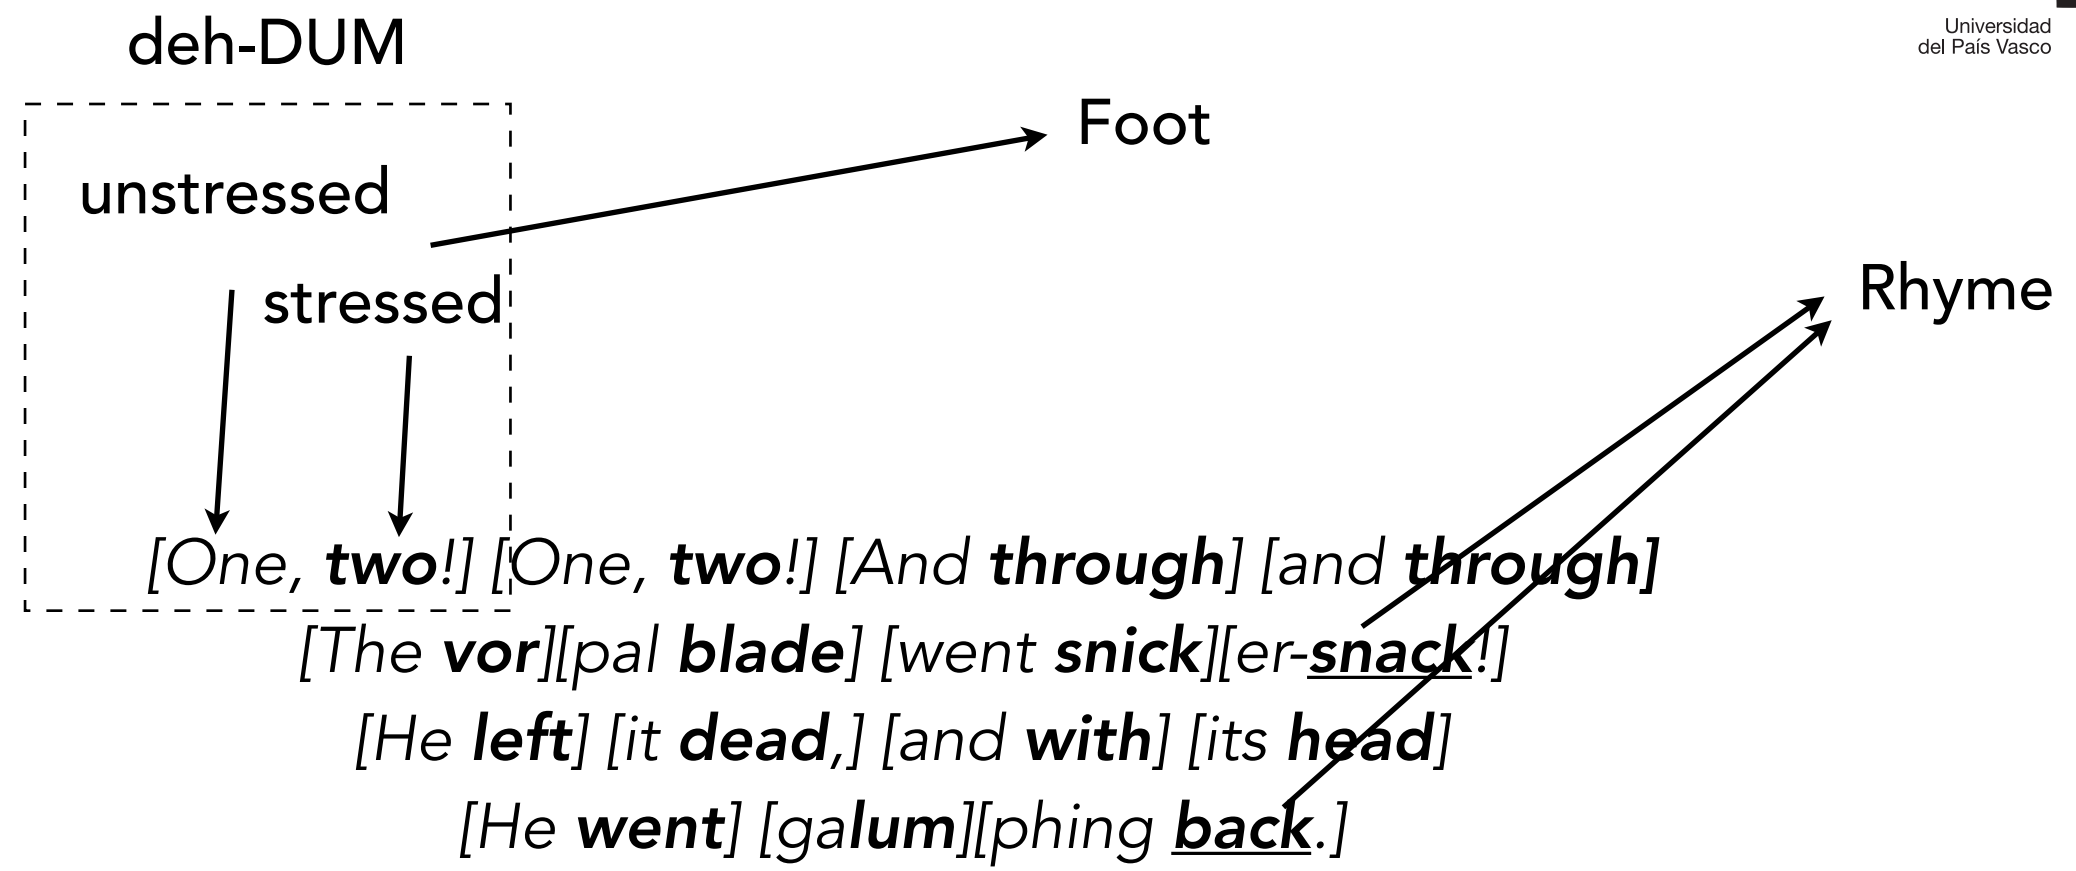 deh-DUM
Universidad
del País Vasco
Foot
unstressed
stressed
Rhyme
[One, two!] [One, two!] [And through] [and through]
[The vor][pal blade] [went snick][er-snack!]
[He left] [it dead,] [and with] [its head]
[He went] [galum][phing back.]